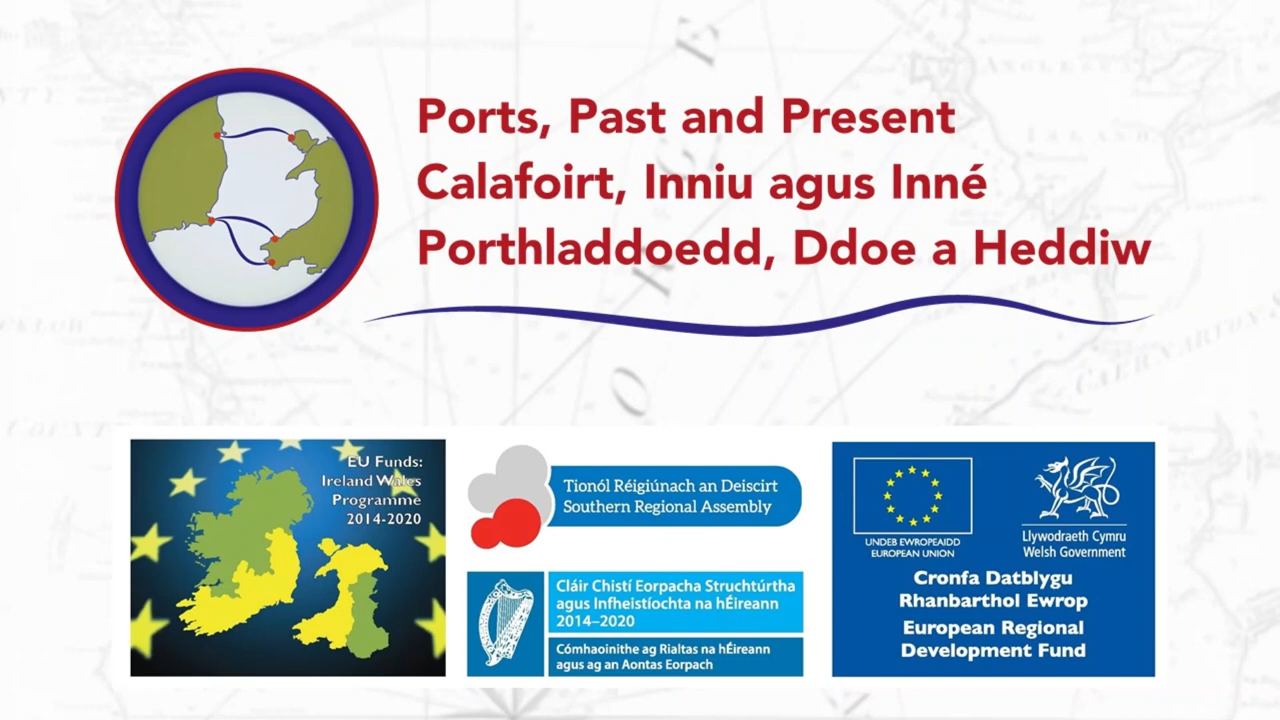 Ports, Past and Present
Calafoirt, Inniu agus Inné
Porthladdoedd, Ddoe a Heddiw
EU Funds:
Ireland Wales
Programme
2014-2020
Tionól Réigiúnach an Deiscirt
Southern Regional Assembly
Cláir Chistí Eorpacha Struchtúrtha
agus Infheistíochta na hÉireann
2014–2020
Cómhaoinithe ag Rialtas na hÉireann
agus ag an Aontas Eorpach
UNDEB EWROPEAIDD
EUROPEAN UNION
Llywodraeth Cymru
Welsh Government
Cronfa Datblygu
Rhanbarthol Ewrop
European Regional
Development Fund